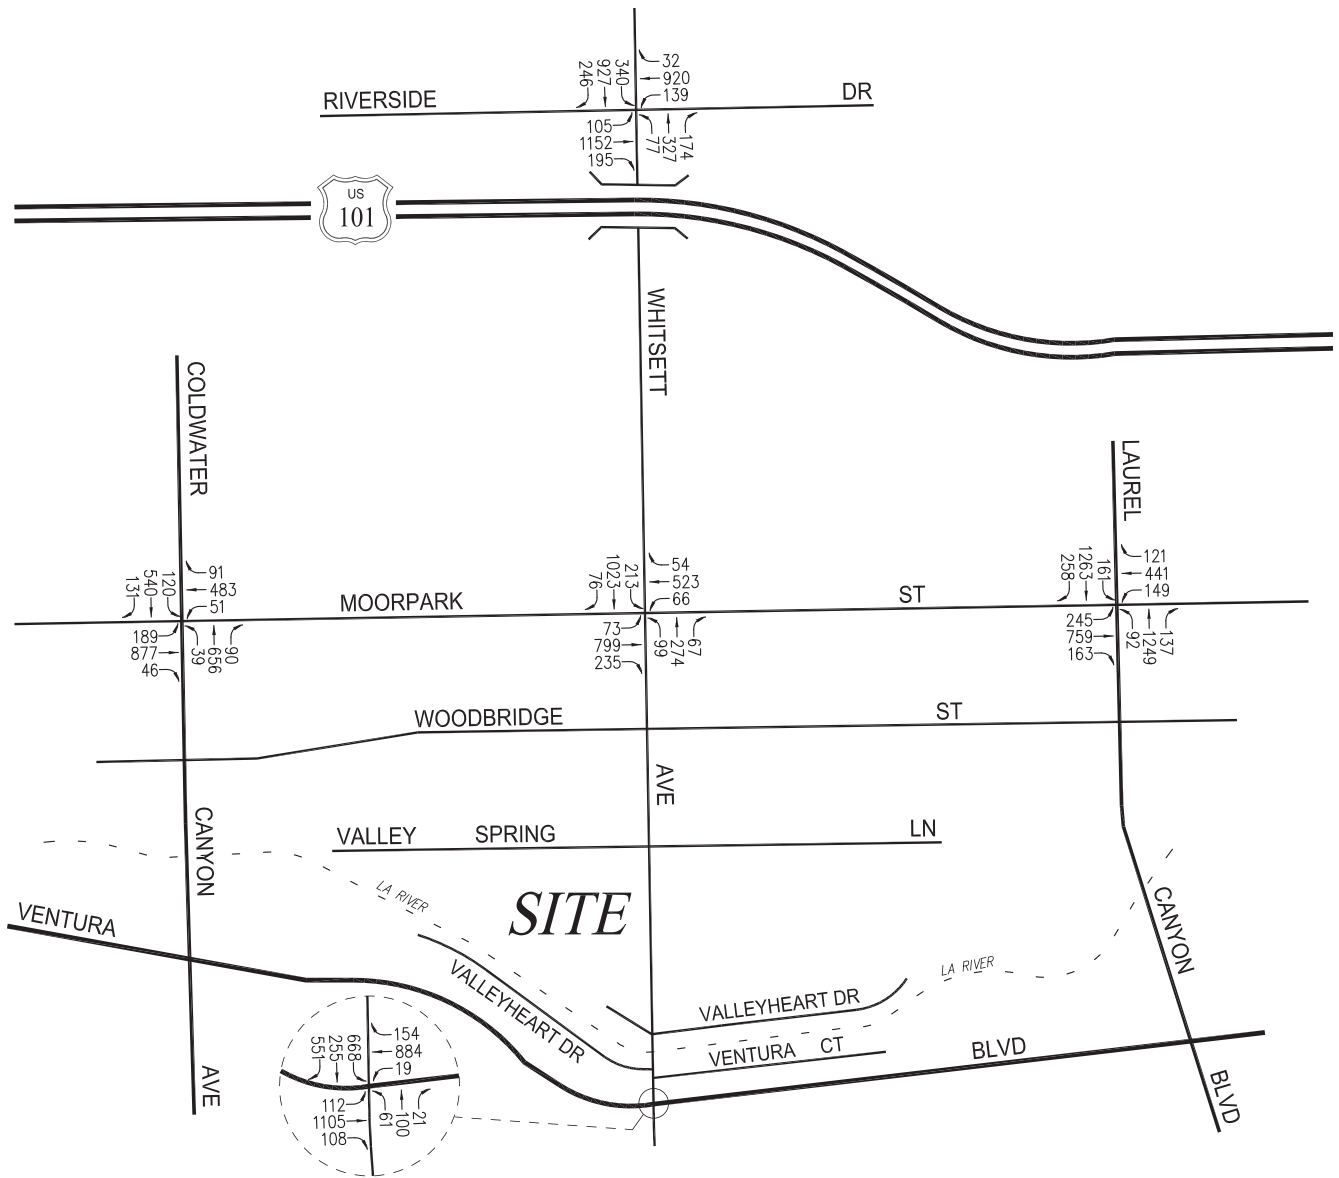 32
920
139
340
927
246
RIVERSIDE DR
105
1152
195
77
327
174
US
101
WHITSETT
COLDWATER
LAUREL
91
483
51
120
540
131
MOORPARK ST
189
877
46
39
656
90
54
523
66
213
1023
76
73
799
235
99
274
67
121
441
149
161
1263
258
245
759
163
92
1249
137
WOODBRIDGE ST
AVE
CANYON
VALLEY SPRING LN
LA RIVER
SITE
VENTURA
CANYON
LA RIVER
VALLEYHEART DR
VALLEYHEART DR
VENTURA CT
BLVD
AVE
BLVD
154
884
19
668
255
551
112
1105
108
61
100
21